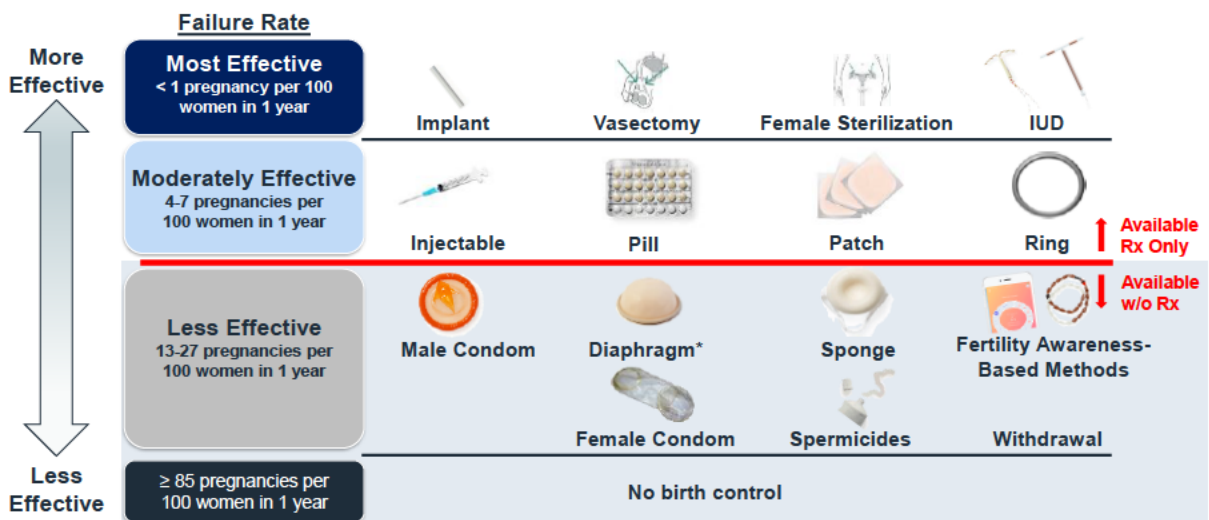 Failure Rate
More
Effective
Most Effective
< 1 pregnancy per 100
women in 1 year
Implant
Vasectomy
Female Sterilization
IUD
Moderately Effective
4-7 pregnancies per
100 women in 1 year
Injectable
Pill
Patch
Ring
Available
Rx Only
Available
w/o Rx
Less Effective
13-27 pregnancies per
100 women in 1 year
Male Condom
Diaphragm*
Sponge
Fertility Awareness-
Based Methods
Female Condom
Spermicides
Withdrawal
Less
Effective
≥ 85 pregnancies per
100 women in 1 year
No birth control